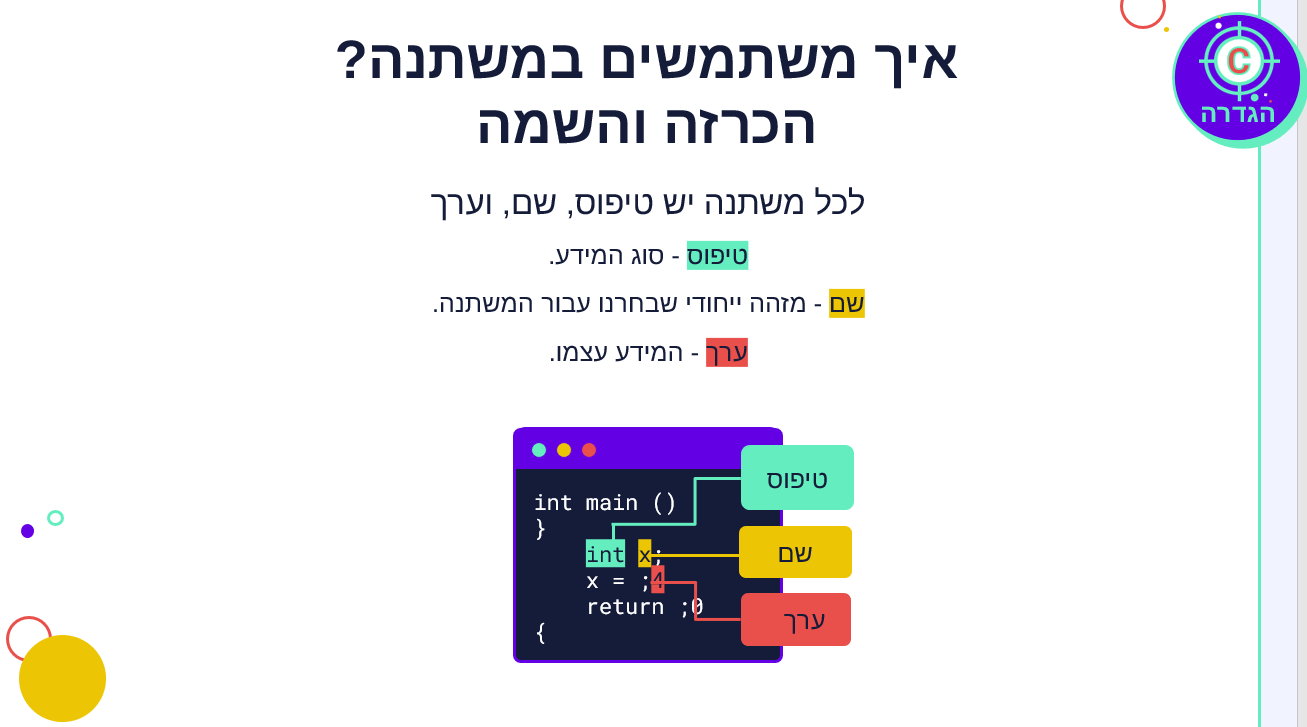 איך משתמשים במשתנה?
הכרזה והשמה
לכל משתנה יש טיפוס, שם, וערך
טיפוס - סוג המידע.
שם - מזהה ייחודי שבחרנו עבור המשתנה.
ערך - המידע עצמו.
C
הגדרה
int main ()
}
int x;
x = ;4
return ;0
{
טיפוס
שם
ערך